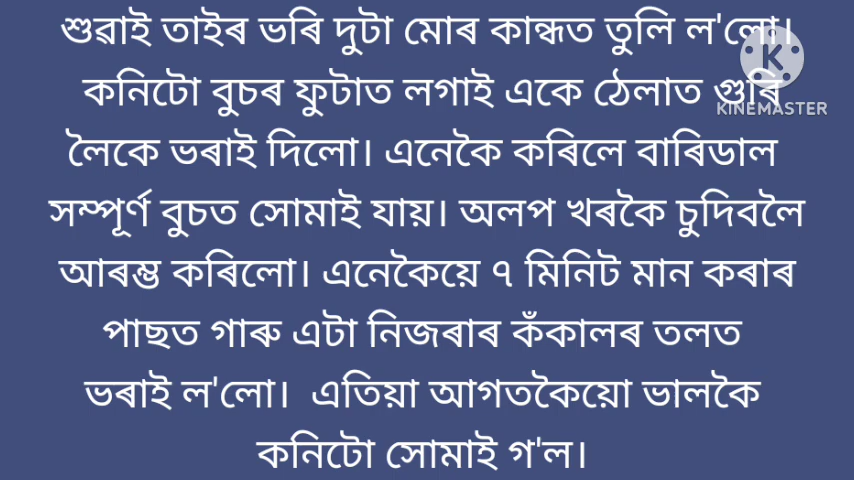 শুৱাই তাইৰ ভৰি দুটা মোৰ কান্ধত তুলি ল'লো।
কনিটো বুচৰ ফুটাত লগাই একে ঠেলাত গুৰি
KINEMASTER
লৈকে ভৰাই দিলো। এনেকৈ কৰিলে বাৰিডাল
সম্পূৰ্ণ বুচত সোমাই যায়। অলপ খৰকৈ চুদিবলৈ
আৰম্ভ কৰিলো। এনেকৈয়ে ৭ মিনিট মান কৰাৰ
পাছত গাৰু এটা নিজৰাৰ কঁকালৰ তলত
ভৰাই ল'লো। এতিয়া আগতকৈয়ো ভালকৈ
কনিটো সোমাই গ'ল।